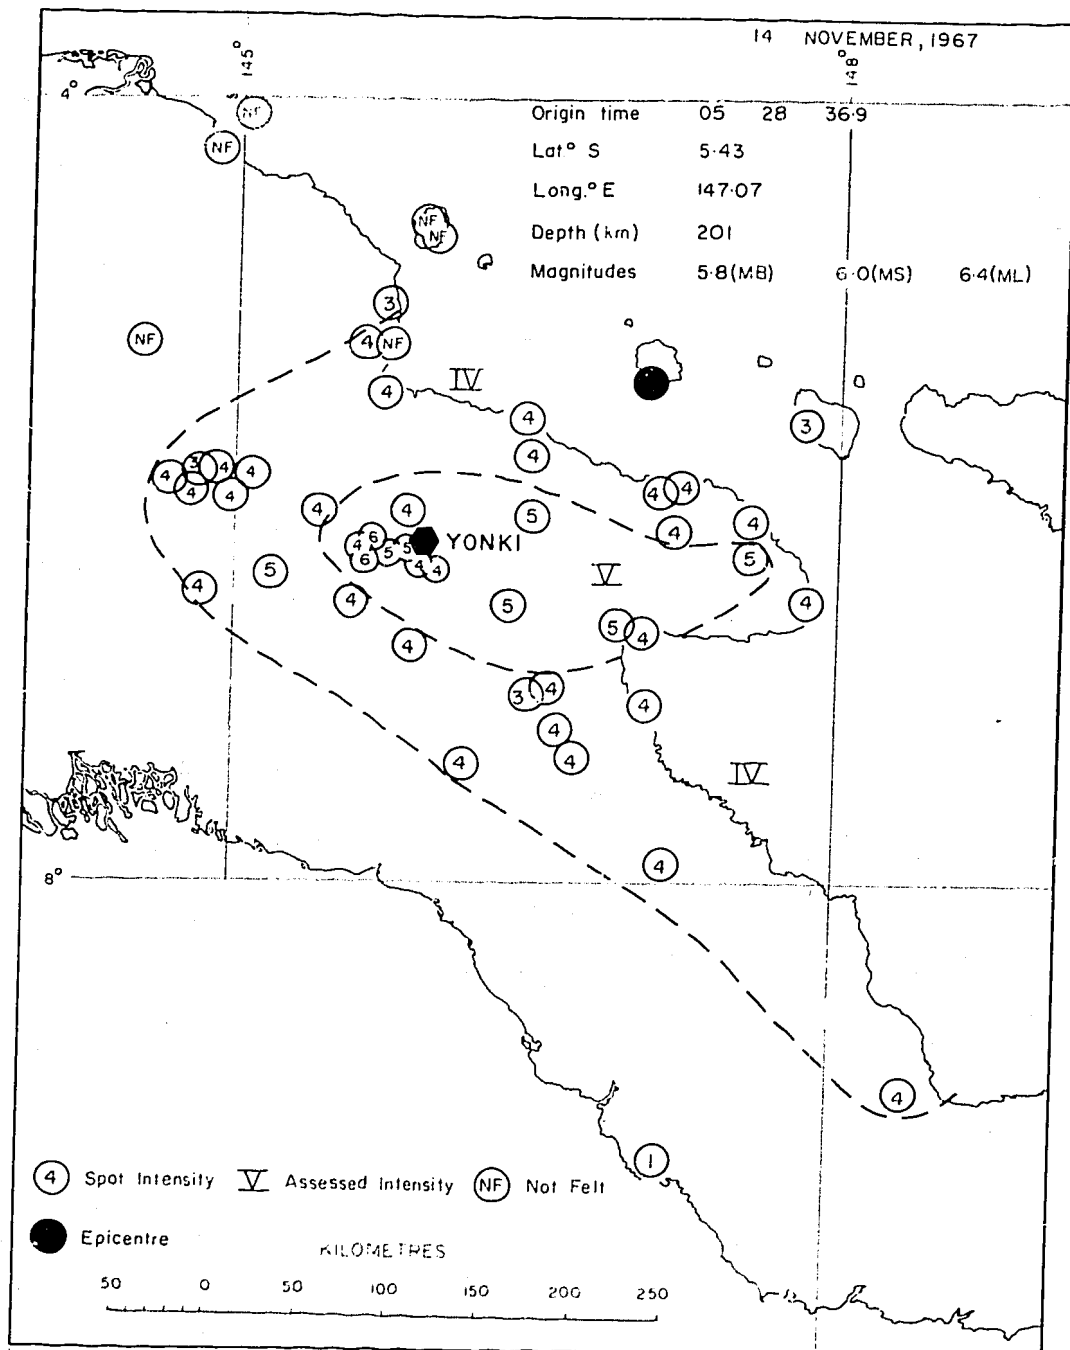 14 NOVEMBER, 1967
145°
148°
4°
S
NF
NF
Origin time 05 28 36·9
Lat.° S 5·43
Long.° E 147·07
Depth (km) 201
Magnitudes 5·8(MB) 6·0(MS) 6·4(ML)
NF
NF
3
NF
4
NF
4
IV
4
3
4
3
4
4
4
4
4
4
4
4
4
4
5
4
4
6
4
5
5
YONKI
6
4
4
5
5
V
4
4
5
4
4
5
4
3
4
4
4
4
4
IV
4
8°
4
1
4 Spot Intensity V Assessed Intensity NF Not Felt
Epicentre
KILOMETRES
50 0 50 100 150 200 250